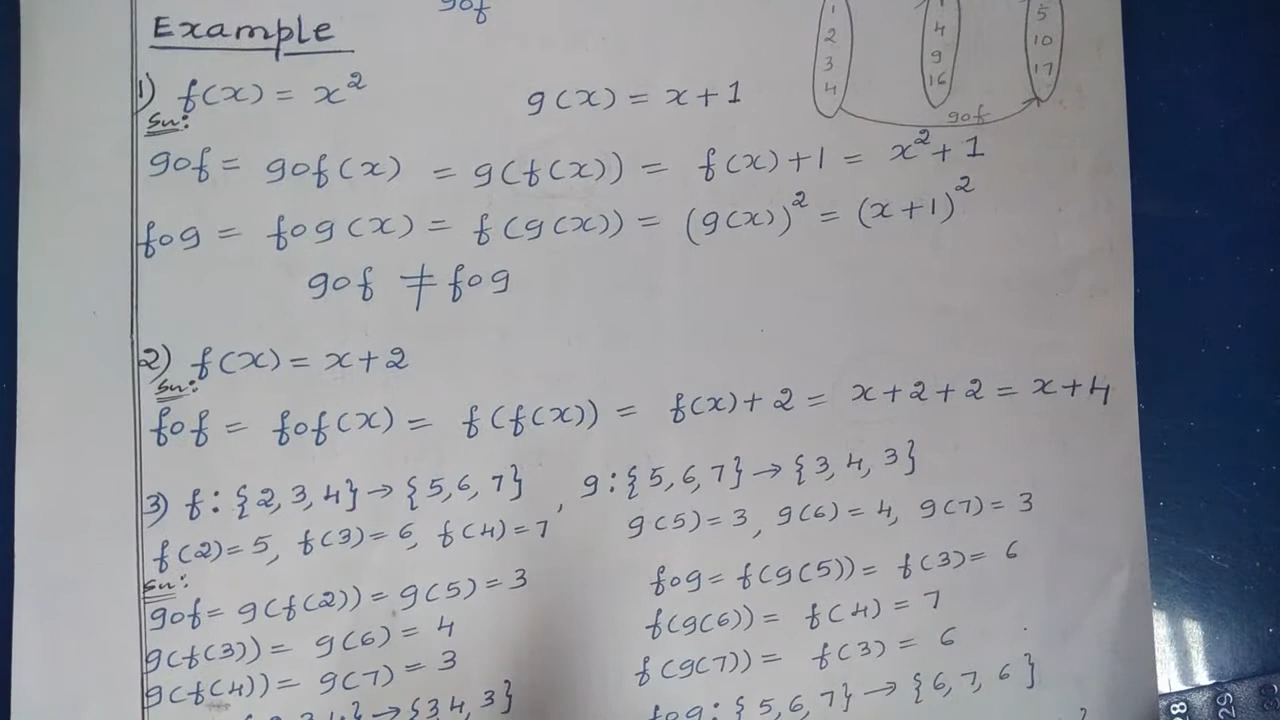 gof
Example
1 4 5
2 9 10
3 16 17
4
gof
1) f(x) = x² g(x) = x+1
Sn:
gof = gof(x) = g(f(x)) = f(x)+1 = x²+1
fog = fog(x) = f(g(x)) = (g(x))² = (x+1)²
gof ≠ fog
2) f(x) = x+2
Sn:
fof = fof(x) = f(f(x)) = f(x)+2 = x+2+2 = x+4
3) f: {2,3,4} → {5,6,7}, g: {5,6,7} → {3,4,3}
f(2)=5, f(3)=6, f(4)=7 g(5)=3, g(6)=4, g(7)=3
Sn:
gof = g(f(2)) = g(5) = 3 fog = f(g(5)) = f(3) = 6
g(f(3)) = g(6) = 4 f(g(6)) = f(4) = 7
g(f(4)) = g(7) = 3 f(g(7)) = f(3) = 6
→ {3 4, 3} fog: {5,6,7} → {6,7,6}
29